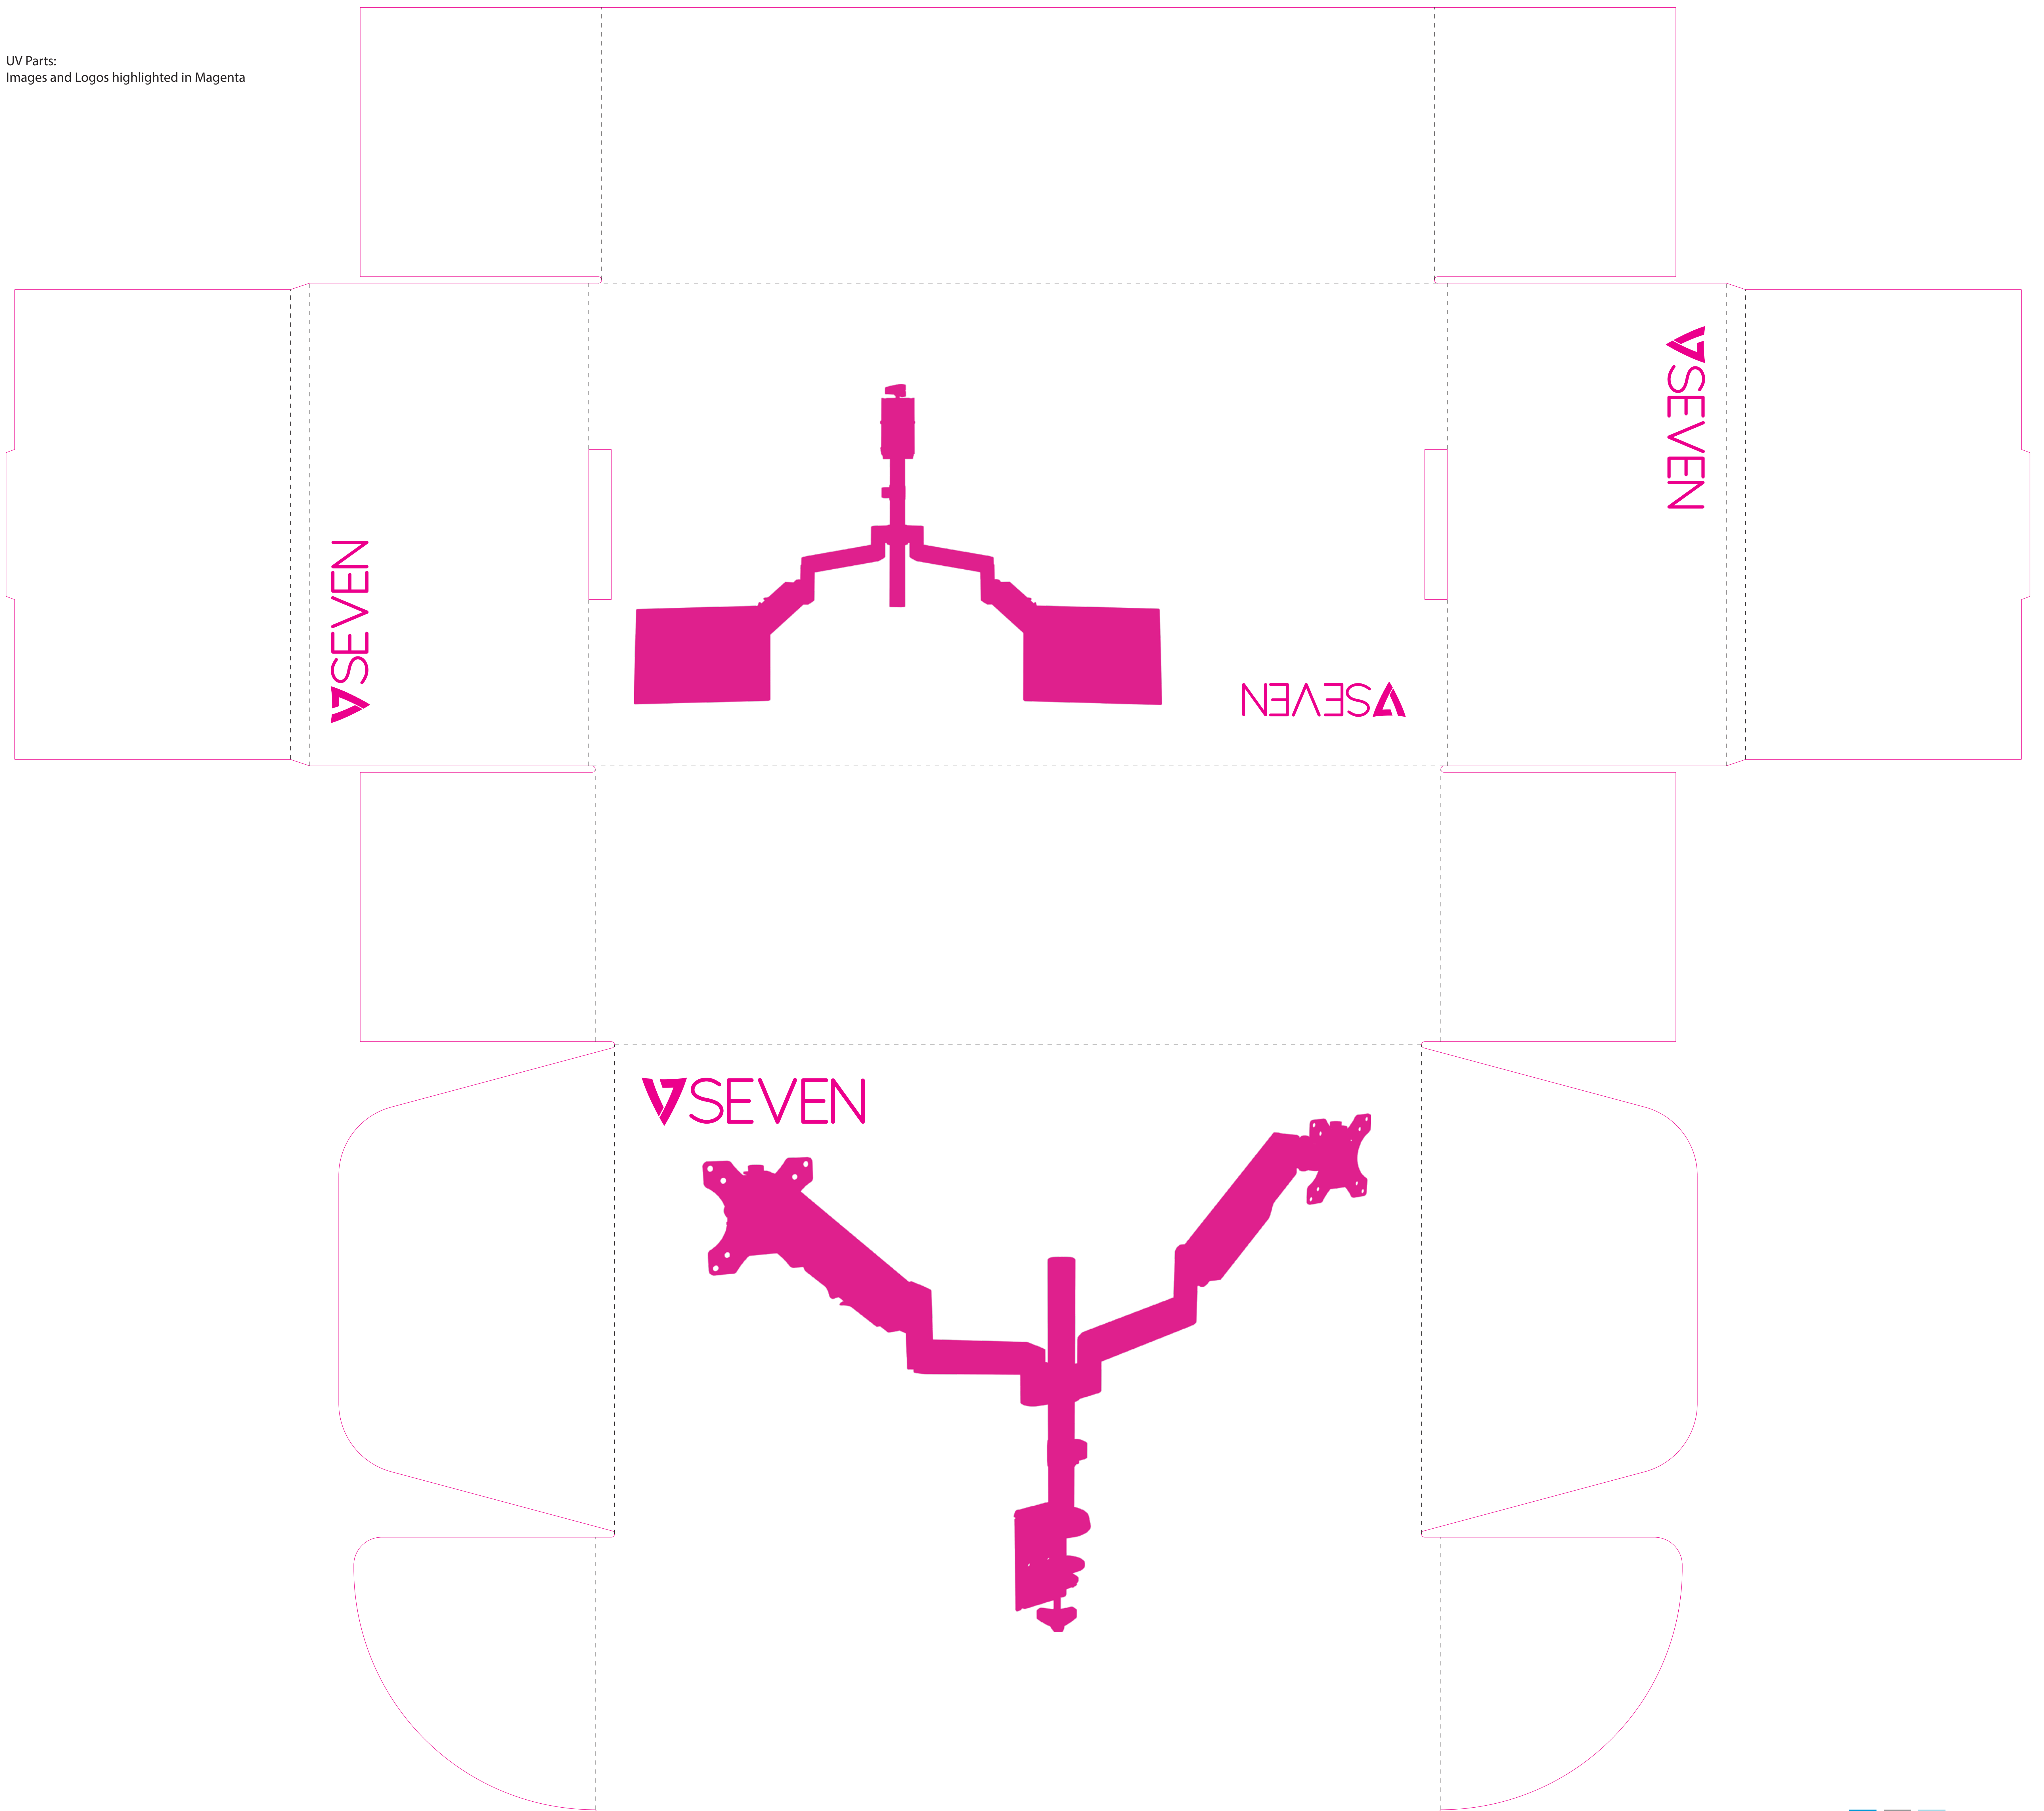 UV Parts:
Images and Logos highlighted in Magenta
SEVEN
SEVEN
SEVEN
SEVEN